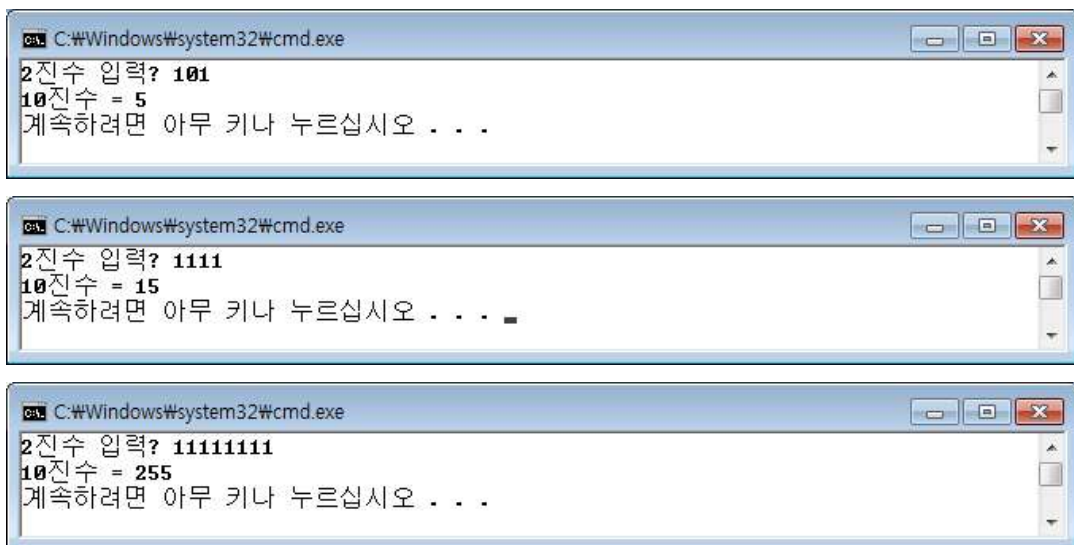 C:₩Windows₩system32₩cmd.exe
2진수 입력? 101
10진수 = 5
계속하려면 아무 키나 누르십시오 . . .
C:₩Windows₩system32₩cmd.exe
2진수 입력? 1111
10진수 = 15
계속하려면 아무 키나 누르십시오 . . .
C:₩Windows₩system32₩cmd.exe
2진수 입력? 11111111
10진수 = 255
계속하려면 아무 키나 누르십시오 . . .